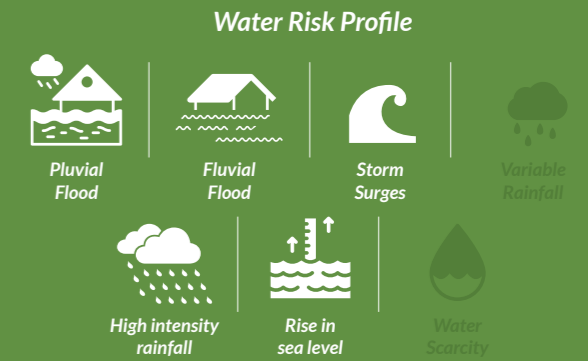 Water Risk Profile
Pluvial
Flood
Fluvial
Flood
Storm
Surges
Variable
Rainfall
High intensity
rainfall
Rise in
sea level
Water
Scarcity